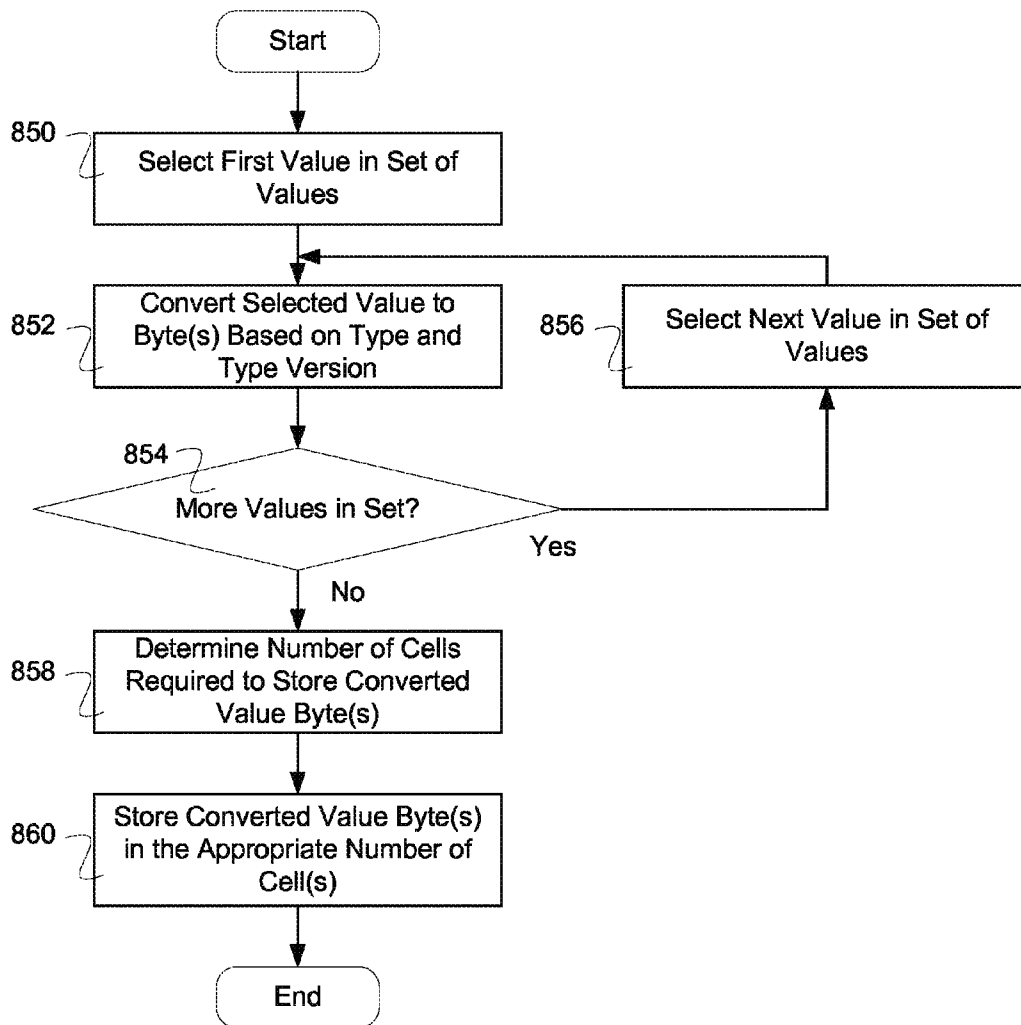 Start
850
Select First Value in Set of
Values
852
Convert Selected Value to
Byte(s) Based on Type and
Type Version
856
Select Next Value in Set of
Values
854
More Values in Set?
Yes
No
858
Determine Number of Cells
Required to Store Converted
Value Byte(s)
860
Store Converted Value Byte(s)
in the Appropriate Number of
Cell(s)
End